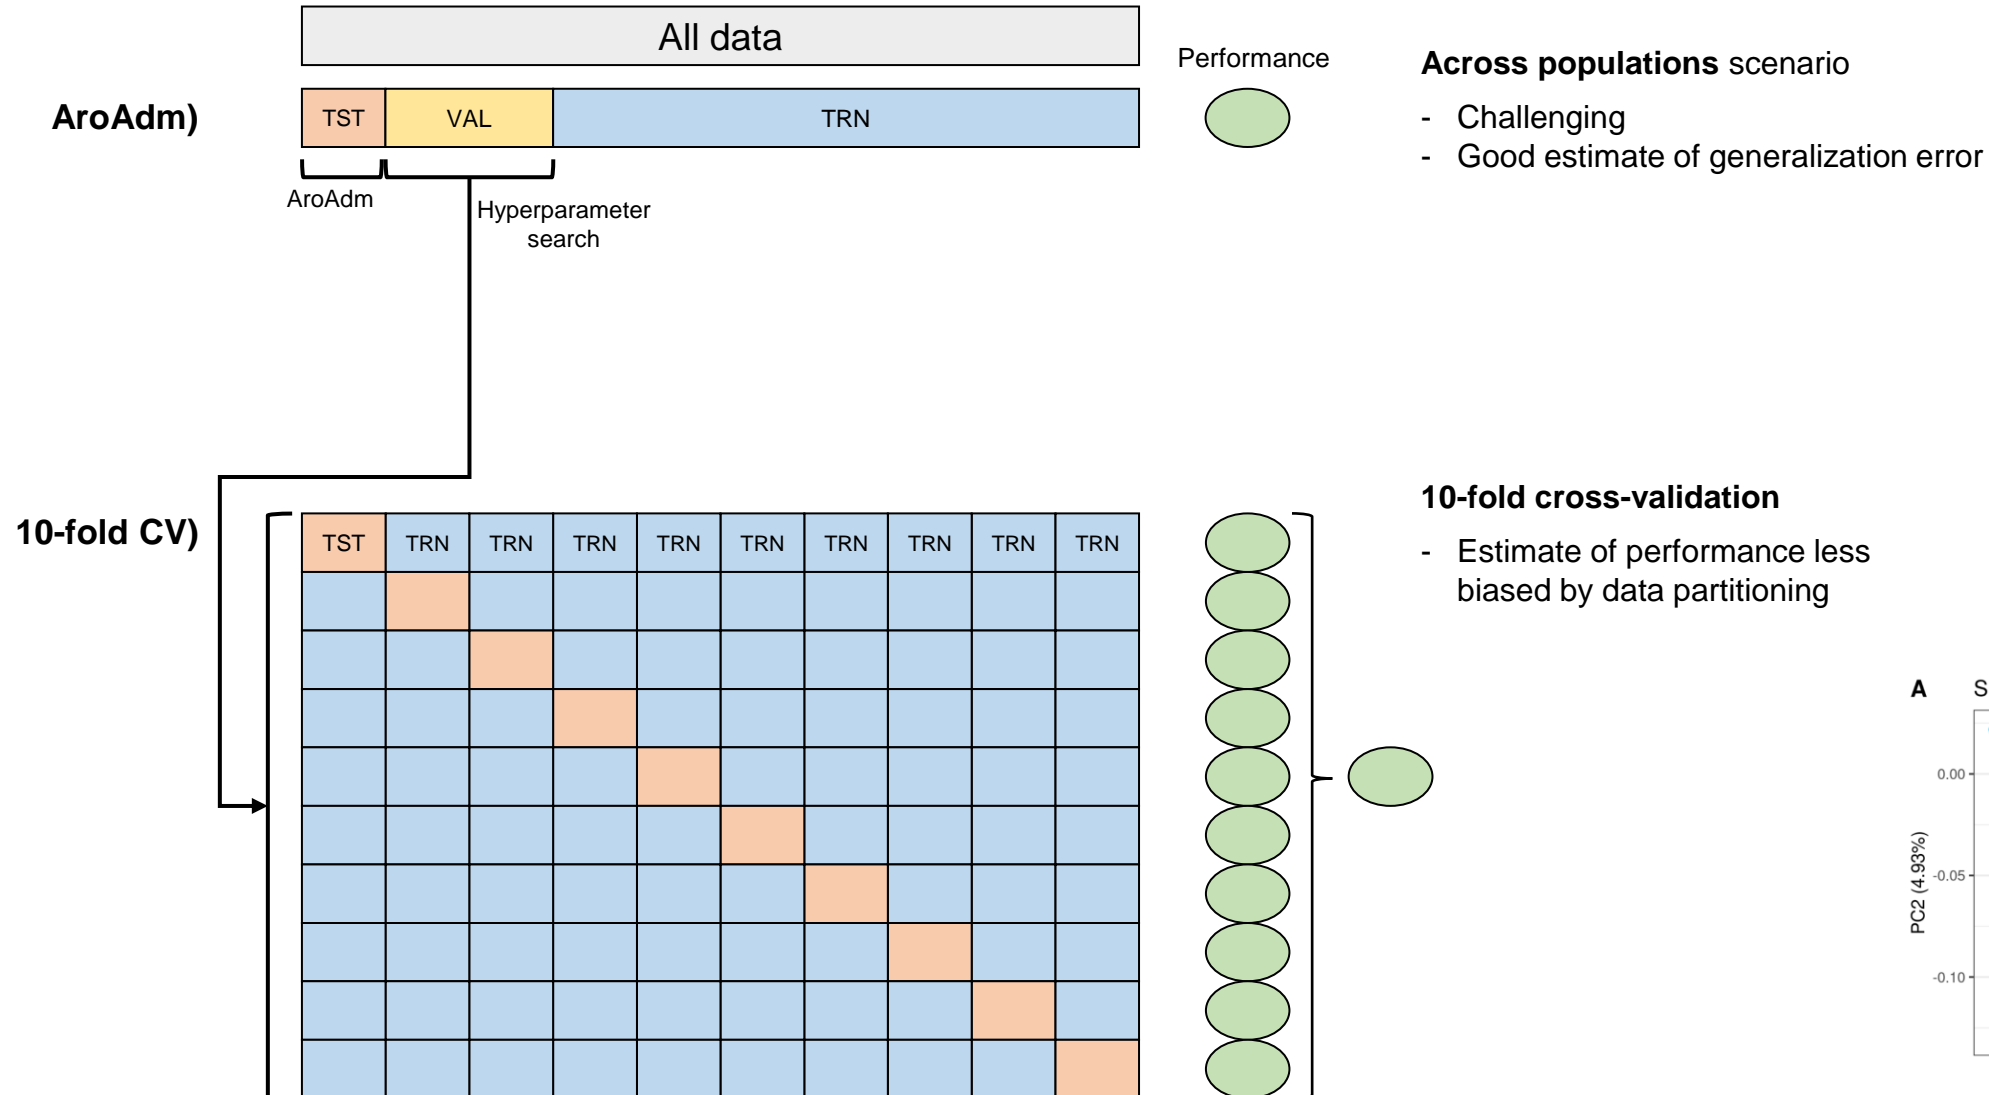 All data
Performance
Across populations scenario
AroAdm)
TST VAL TRN
- Challenging
- Good estimate of generalization error
AroAdm
Hyperparameter
search
10-fold cross-validation
10-fold CV)
TST TRN TRN TRN TRN TRN TRN TRN TRN TRN
- Estimate of performance less
biased by data partitioning
A S
0.00
PC2 (4.93%)
-0.05
-0.10